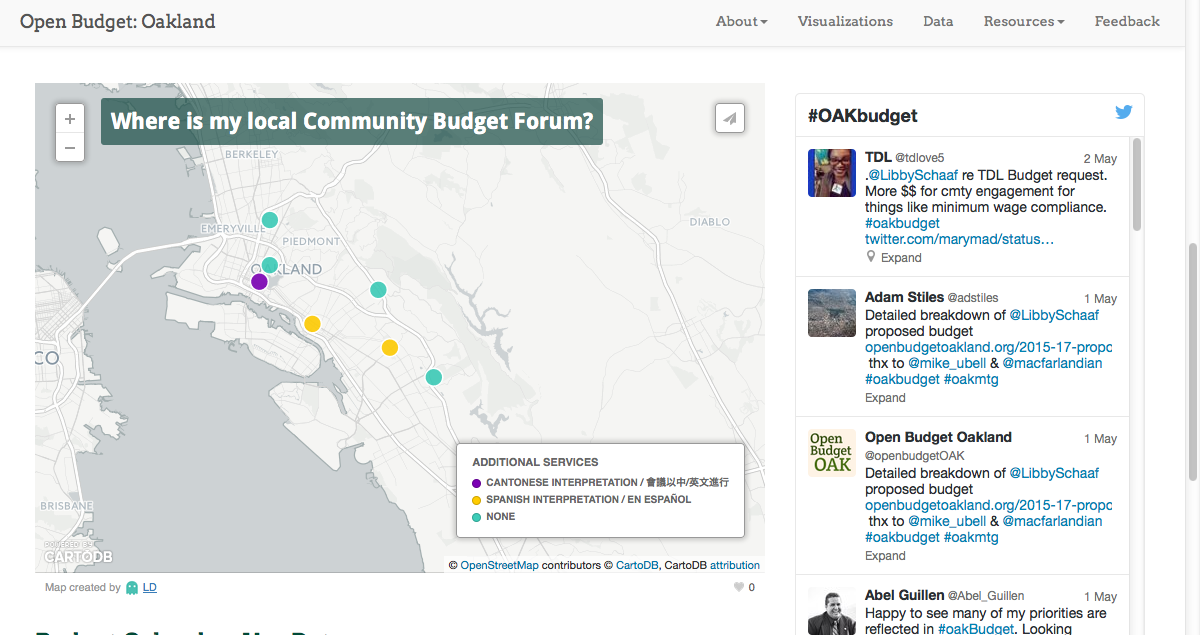 Open Budget: Oakland
About
Visualizations
Data
Resources
Feedback
+
Where is my local Community Budget Forum?
−
BERKELEY
EMERYVILLE
PIEDMONT
DIABLO
OAKLAND
CO
BRISBANE
ADDITIONAL SERVICES
CANTONESE INTERPRETATION / 會議以中/英文進行
SPANISH INTERPRETATION / EN ESPAÑOL
NONE
POWERED BY
CARTODB
© OpenStreetMap contributors © CartoDB, CartoDB attribution
Map created by LD
0
#OAKbudget
TDL @tdlove5 2 May
.@LibbySchaaf re TDL Budget request.
More $$ for cmty engagement for
things like minimum wage compliance.
#oakbudget
twitter.com/marymad/status…
Expand
Adam Stiles @adstiles 1 May
Detailed breakdown of @LibbySchaaf
proposed budget
openbudgetoakland.org/2015-17-propc
thx to @mike_ubell & @macfarlandian
#oakbudget #oakmtg
Expand
Open Budget OAK
Open Budget Oakland 1 May
@openbudgetOAK
Detailed breakdown of @LibbySchaaf
proposed budget
openbudgetoakland.org/2015-17-propc
thx to @mike_ubell & @macfarlandian
#oakbudget #oakmtg
Expand
Abel Guillen @Abel_Guillen 1 May
Happy to see many of my priorities are
reflected in #oakBudget. Looking